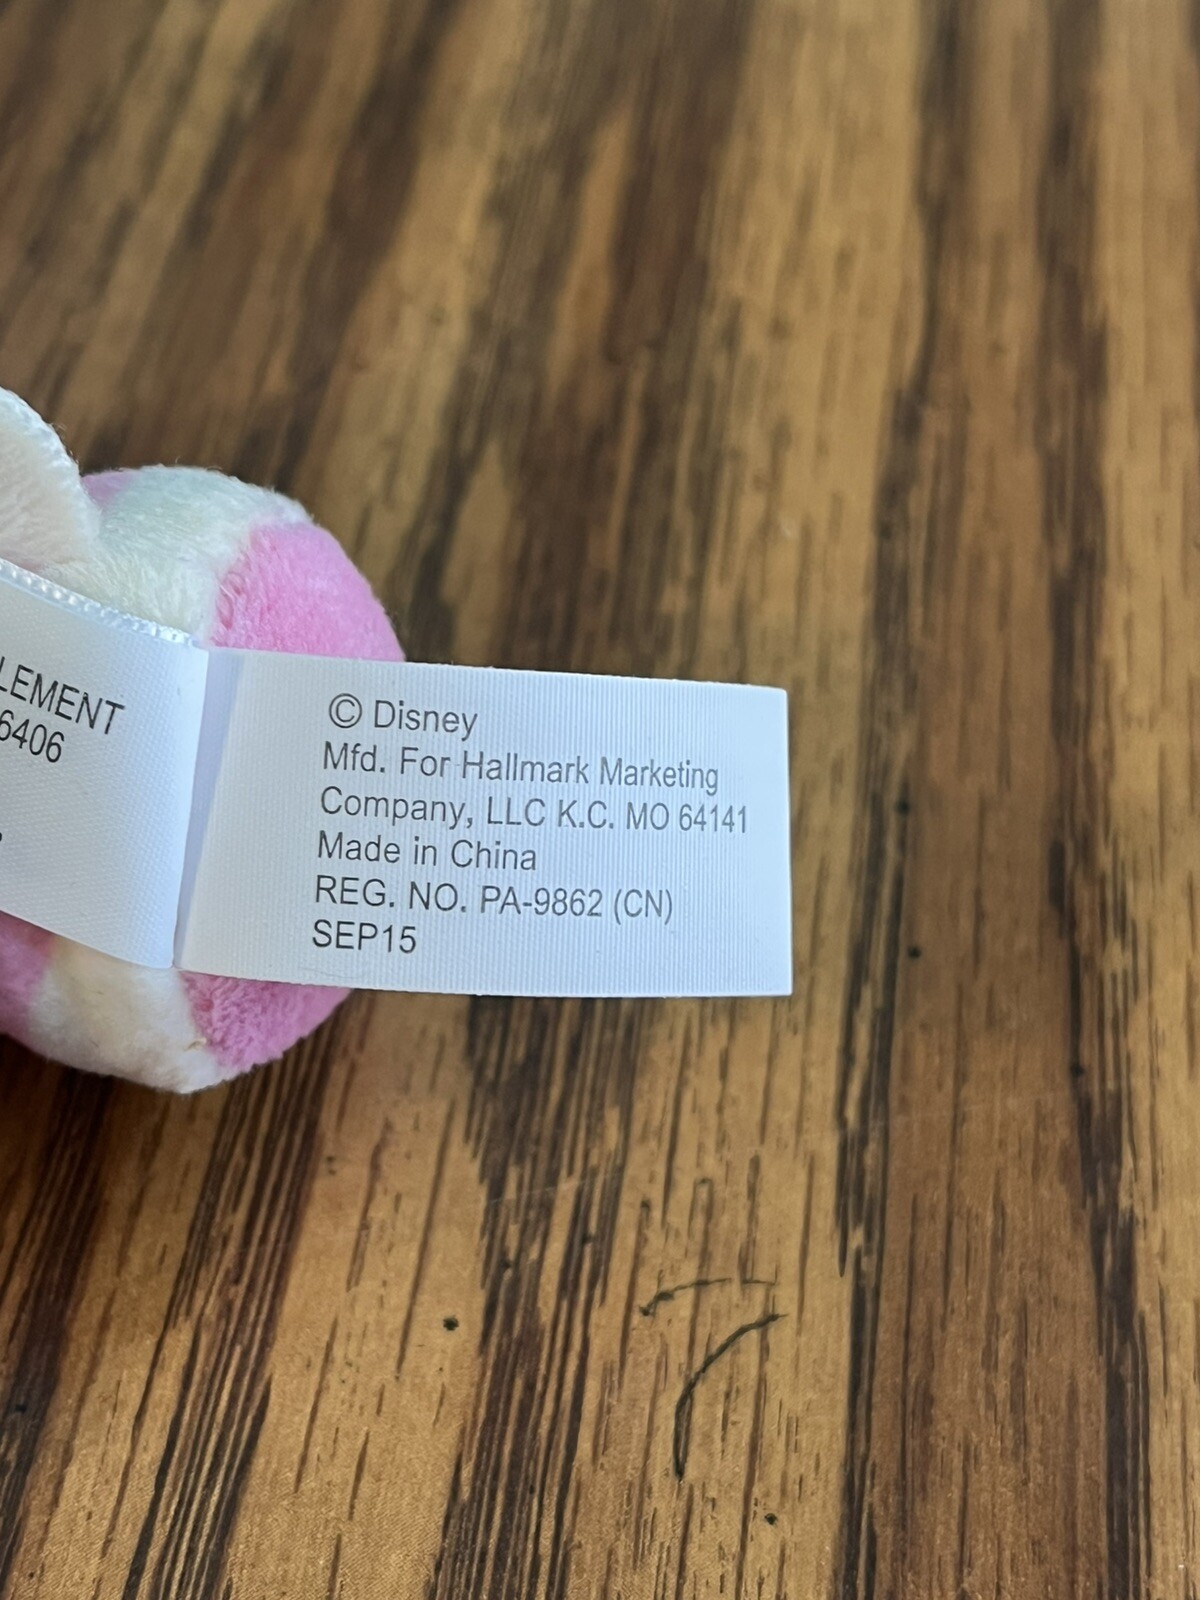 LEMENT
6406
© Disney
Mfd. For Hallmark Marketing
Company, LLC K.C. MO 64141
Made in China
REG. NO. PA-9862 (CN)
SEP15